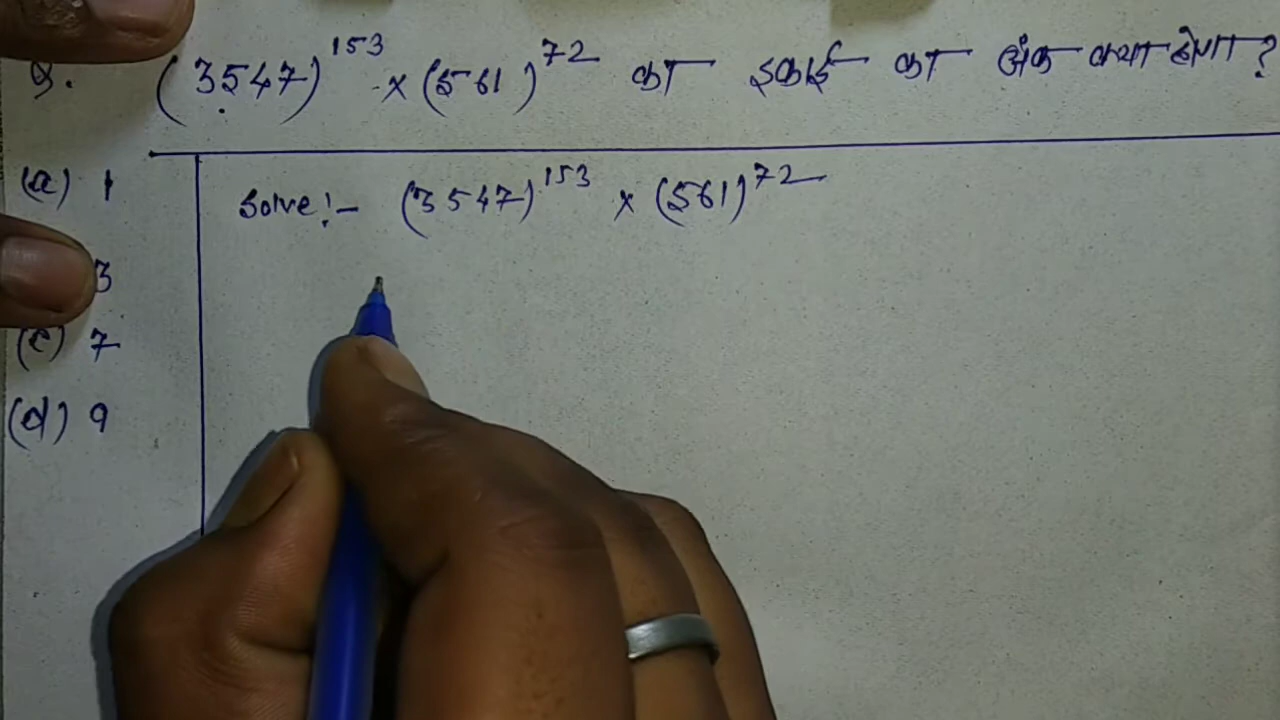 Q. (3547)^153 × (561)^72 का इकाई का अंक क्या होगा ?
(a) 1
3
(c) 7
(d) 9
Solve!- (3547)^153 × (561)^72